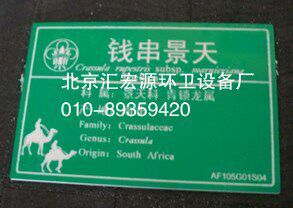 钱串景天
Crassula rupestris subsp. marnieriana
北京汇宏源环卫设备厂
科属：景天科 青锁龙属
010-89359420
Family: Crassulaceae
Genus: Crassula
Origin: South Africa
AF105G01S04